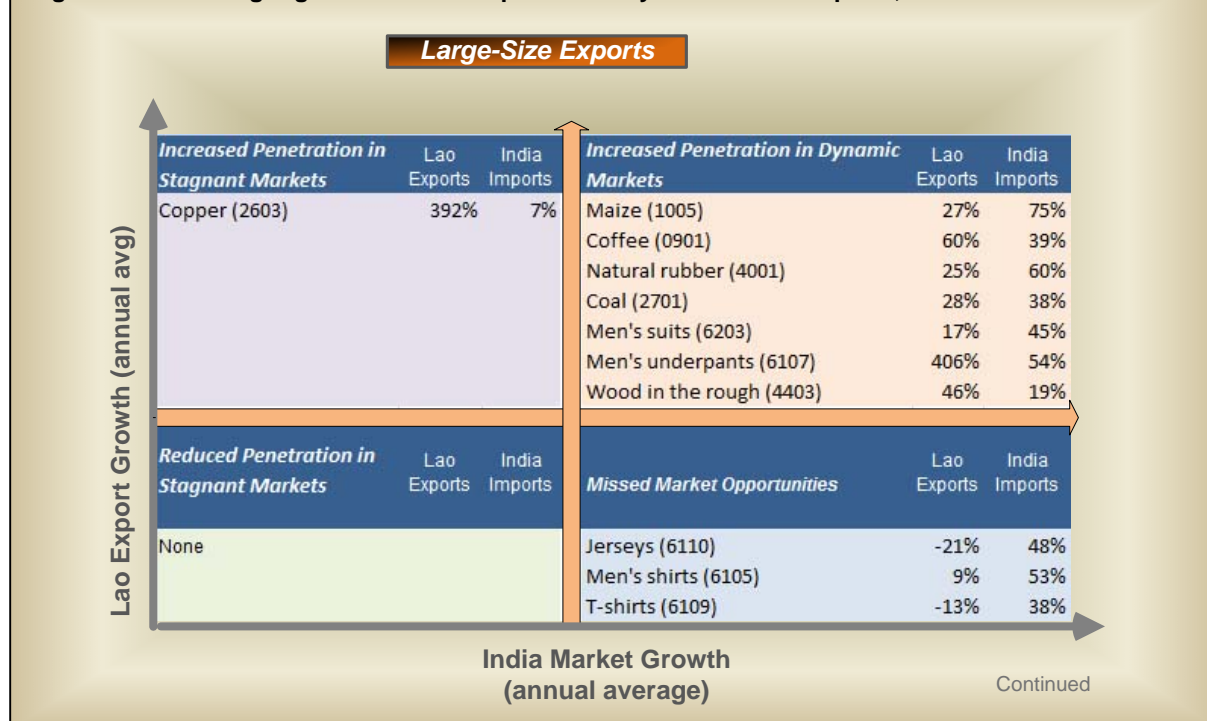 Large-Size Exports
Increased Penetration in Stagnant Markets Lao Exports India Imports
Copper (2603) 392% 7%
Increased Penetration in Dynamic Markets Lao Exports India Imports
Maize (1005) 27% 75%
Coffee (0901) 60% 39%
Natural rubber (4001) 25% 60%
Coal (2701) 28% 38%
Men's suits (6203) 17% 45%
Men's underpants (6107) 406% 54%
Wood in the rough (4403) 46% 19%
Reduced Penetration in Stagnant Markets Lao Exports India Imports
None
Missed Market Opportunities Lao Exports India Imports
Jerseys (6110) -21% 48%
Men's shirts (6105) 9% 53%
T-shirts (6109) -13% 38%
Lao Export Growth (annual avg)
India Market Growth
(annual average)
Continued